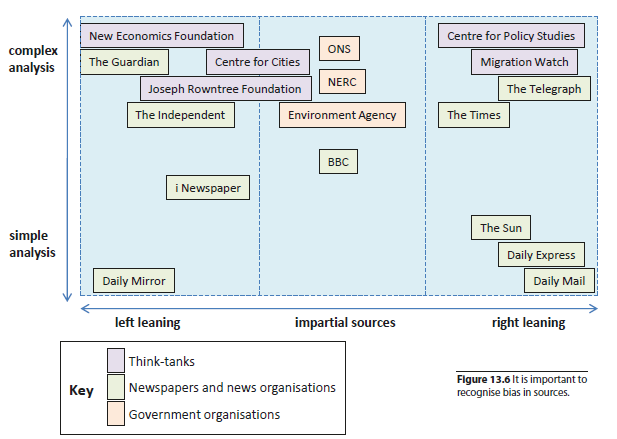 complex
analysis
New Economics Foundation
ONS
Centre for Policy Studies
The Guardian
Centre for Cities
Migration Watch
NERC
Joseph Rowntree Foundation
The Telegraph
The Independent
Environment Agency
The Times
BBC
i Newspaper
simple
analysis
The Sun
Daily Express
Daily Mirror
Daily Mail
left leaning
impartial sources
right leaning
Key
Think-tanks
Newspapers and news organisations
Government organisations
Figure 13.6 It is important to
recognise bias in sources.